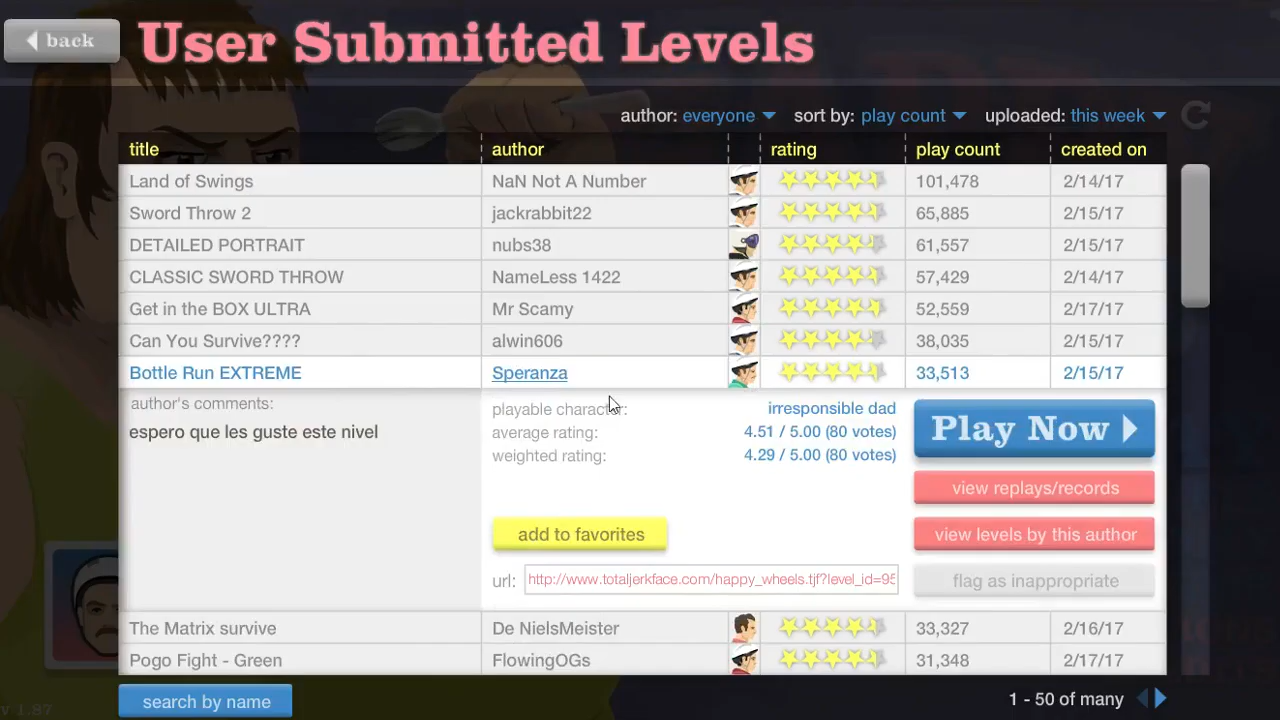 back
User Submitted Levels
author: everyone sort by: play count uploaded: this week
title author rating play count created on
Land of Swings NaN Not A Number 101,478 2/14/17
Sword Throw 2 jackrabbit22 65,885 2/15/17
DETAILED PORTRAIT nubs38 61,557 2/15/17
CLASSIC SWORD THROW NameLess 1422 57,429 2/14/17
Get in the BOX ULTRA Mr Scamy 52,559 2/17/17
Can You Survive???? alwin606 38,035 2/15/17
Bottle Run EXTREME Speranza 33,513 2/15/17
author's comments:
espero que les guste este nivel
playable character: irresponsible dad
average rating: 4.51 / 5.00 (80 votes)
weighted rating: 4.29 / 5.00 (80 votes)
add to favorites
url: http://www.totaljerkface.com/happy_wheels.tjf?level_id=95
Play Now
view replays/records
view levels by this author
flag as inappropriate
The Matrix survive De NielsMeister 33,327 2/16/17
Pogo Fight - Green FlowingOGs 31,348 2/17/17
search by name
1 - 50 of many
v 1.87